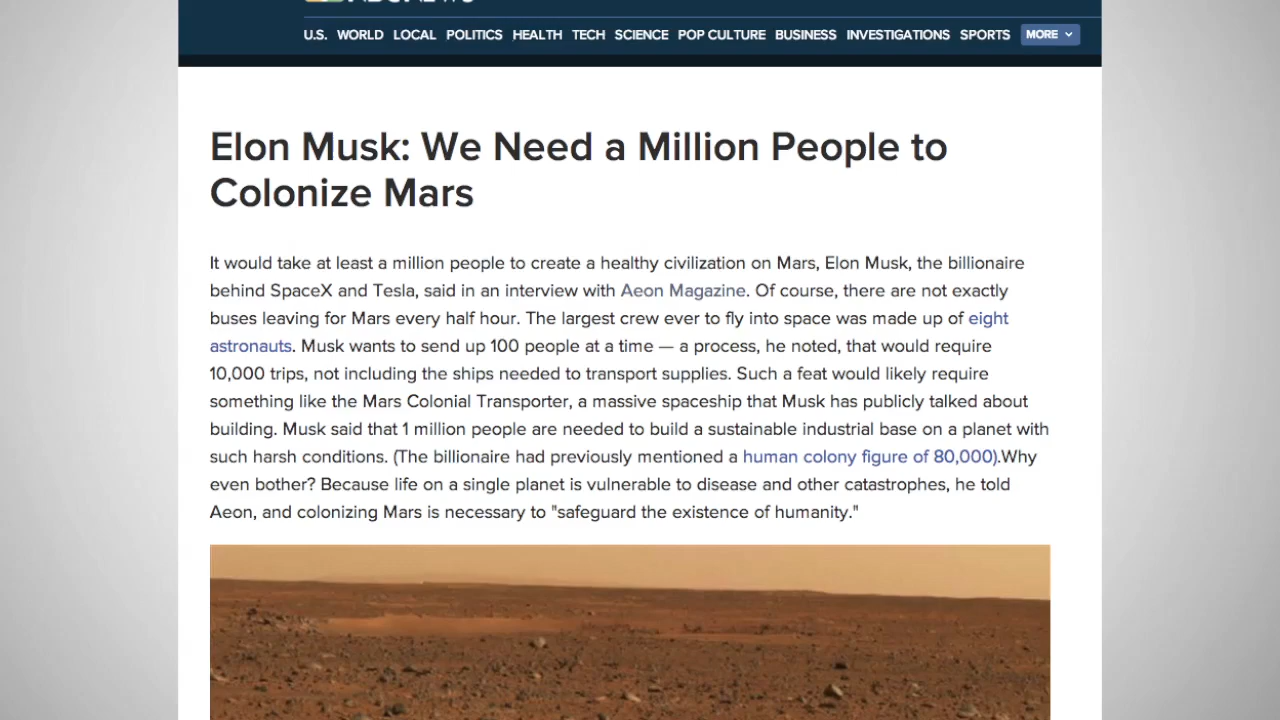 U.S. WORLD LOCAL POLITICS HEALTH TECH SCIENCE POP CULTURE BUSINESS INVESTIGATIONS SPORTS MORE
Elon Musk: We Need a Million People to
Colonize Mars
It would take at least a million people to create a healthy civilization on Mars, Elon Musk, the billionaire
behind SpaceX and Tesla, said in an interview with Aeon Magazine. Of course, there are not exactly
buses leaving for Mars every half hour. The largest crew ever to fly into space was made up of eight
astronauts. Musk wants to send up 100 people at a time — a process, he noted, that would require
10,000 trips, not including the ships needed to transport supplies. Such a feat would likely require
something like the Mars Colonial Transporter, a massive spaceship that Musk has publicly talked about
building. Musk said that 1 million people are needed to build a sustainable industrial base on a planet with
such harsh conditions. (The billionaire had previously mentioned a human colony figure of 80,000).Why
even bother? Because life on a single planet is vulnerable to disease and other catastrophes, he told
Aeon, and colonizing Mars is necessary to "safeguard the existence of humanity."